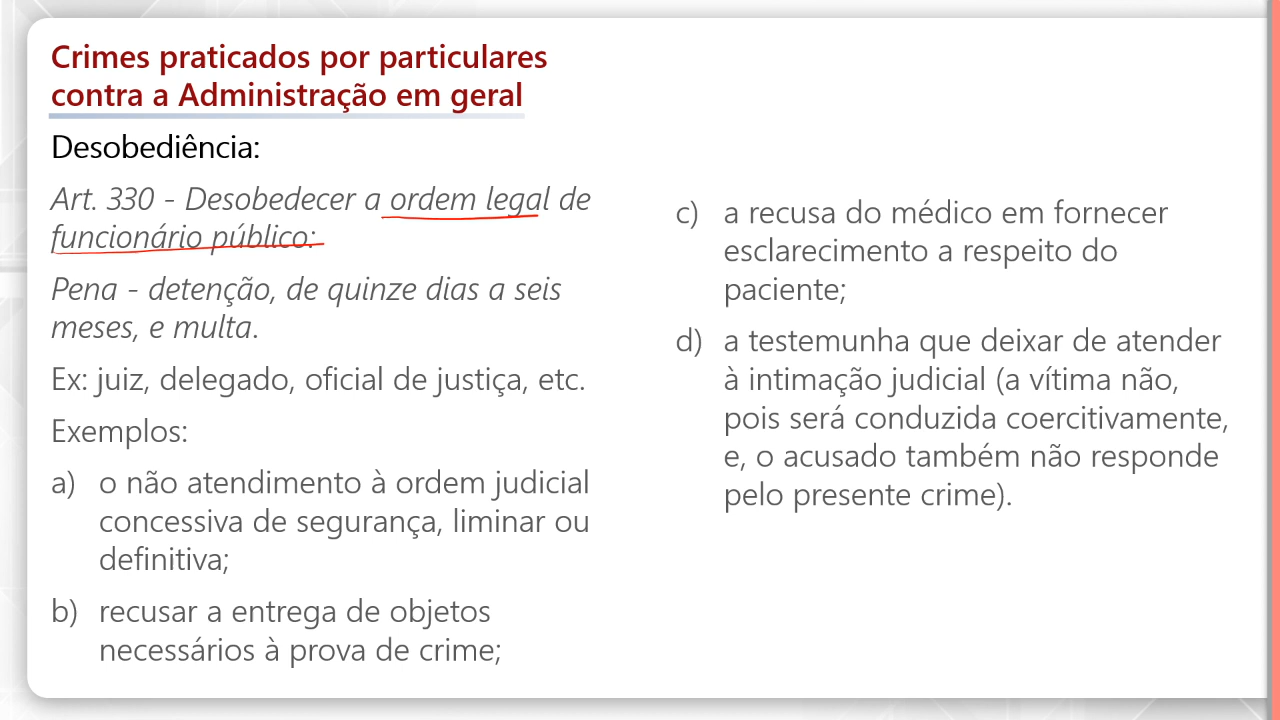 Crimes praticados por particulares
contra a Administração em geral
Desobediência:
Art. 330 - Desobedecer a ordem legal de
funcionário público:
Pena - detenção, de quinze dias a seis
meses, e multa.
Ex: juiz, delegado, oficial de justiça, etc.
Exemplos:
a) o não atendimento à ordem judicial
concessiva de segurança, liminar ou
definitiva;
b) recusar a entrega de objetos
necessários à prova de crime;
c) a recusa do médico em fornecer
esclarecimento a respeito do
paciente;
d) a testemunha que deixar de atender
à intimação judicial (a vítima não,
pois será conduzida coercitivamente,
e, o acusado também não responde
pelo presente crime).